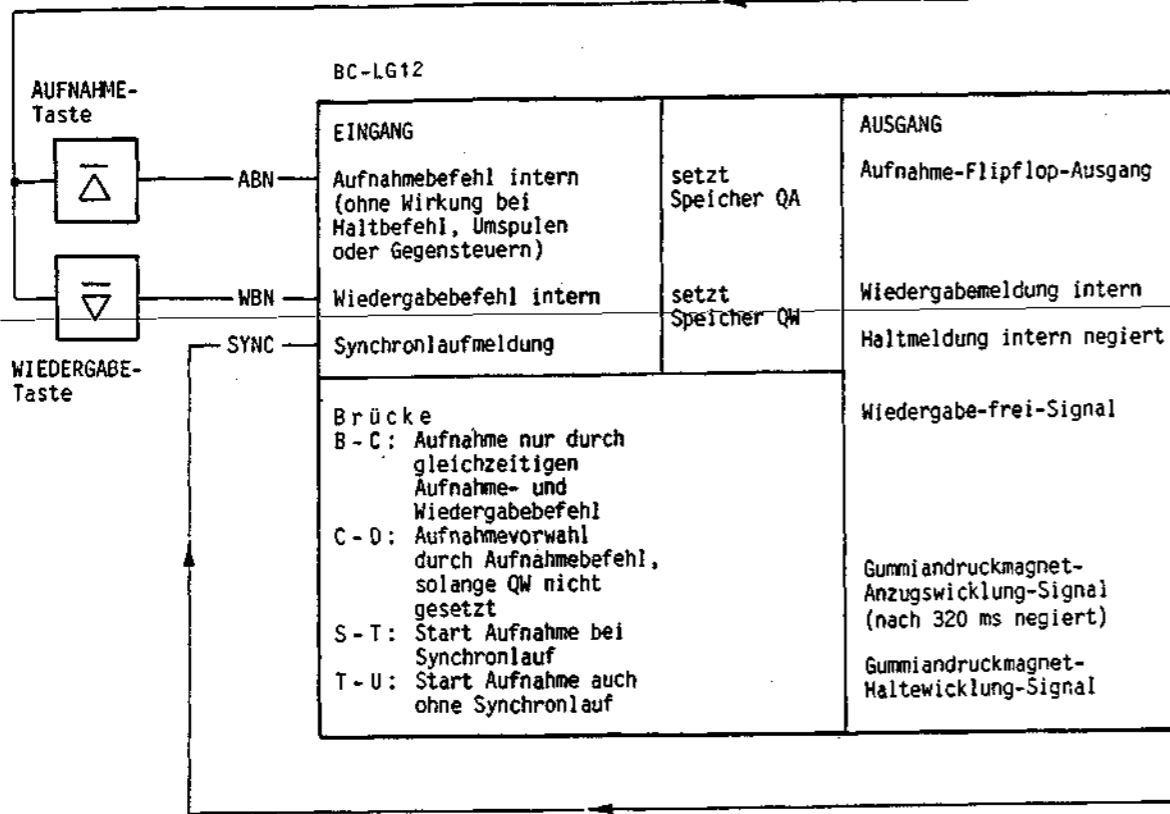 BC-LG12
AUFNAHME-
Taste
ABN
WBN
SYNC
WIEDERGABE-
Taste
EINGANG
Aufnahmebefehl intern
(ohne Wirkung bei
Haltbefehl, Umspulen
oder Gegensteuern)
setzt
Speicher QA
Wiedergabebefehl intern
setzt
Speicher QW
Synchronlaufmeldung
Brücke
B-C: Aufnahme nur durch
gleichzeitigen
Aufnahme- und
Wiedergabebefehl
C-D: Aufnahmevorwahl
durch Aufnahmebefehl,
solange QW nicht
gesetzt
S-T: Start Aufnahme bei
Synchronlauf
T-U: Start Aufnahme auch
ohne Synchronlauf
AUSGANG
Aufnahme-Flipflop-Ausgang
Wiedergabemeldung intern
Haltmeldung intern negiert
Wiedergabe-frei-Signal
Gummiandruckmagnet-
Anzugswicklung-Signal
(nach 320 ms negiert)
Gummiandruckmagnet-
Haltewicklung-Signal